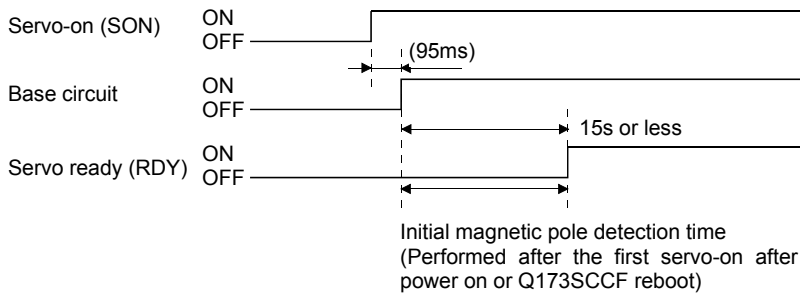 Servo-on (SON) ON
OFF
(95ms)
Base circuit ON
OFF
15s or less
Servo ready (RDY) ON
OFF
Initial magnetic pole detection time
(Performed after the first servo-on after
power on or Q173SCCF reboot)